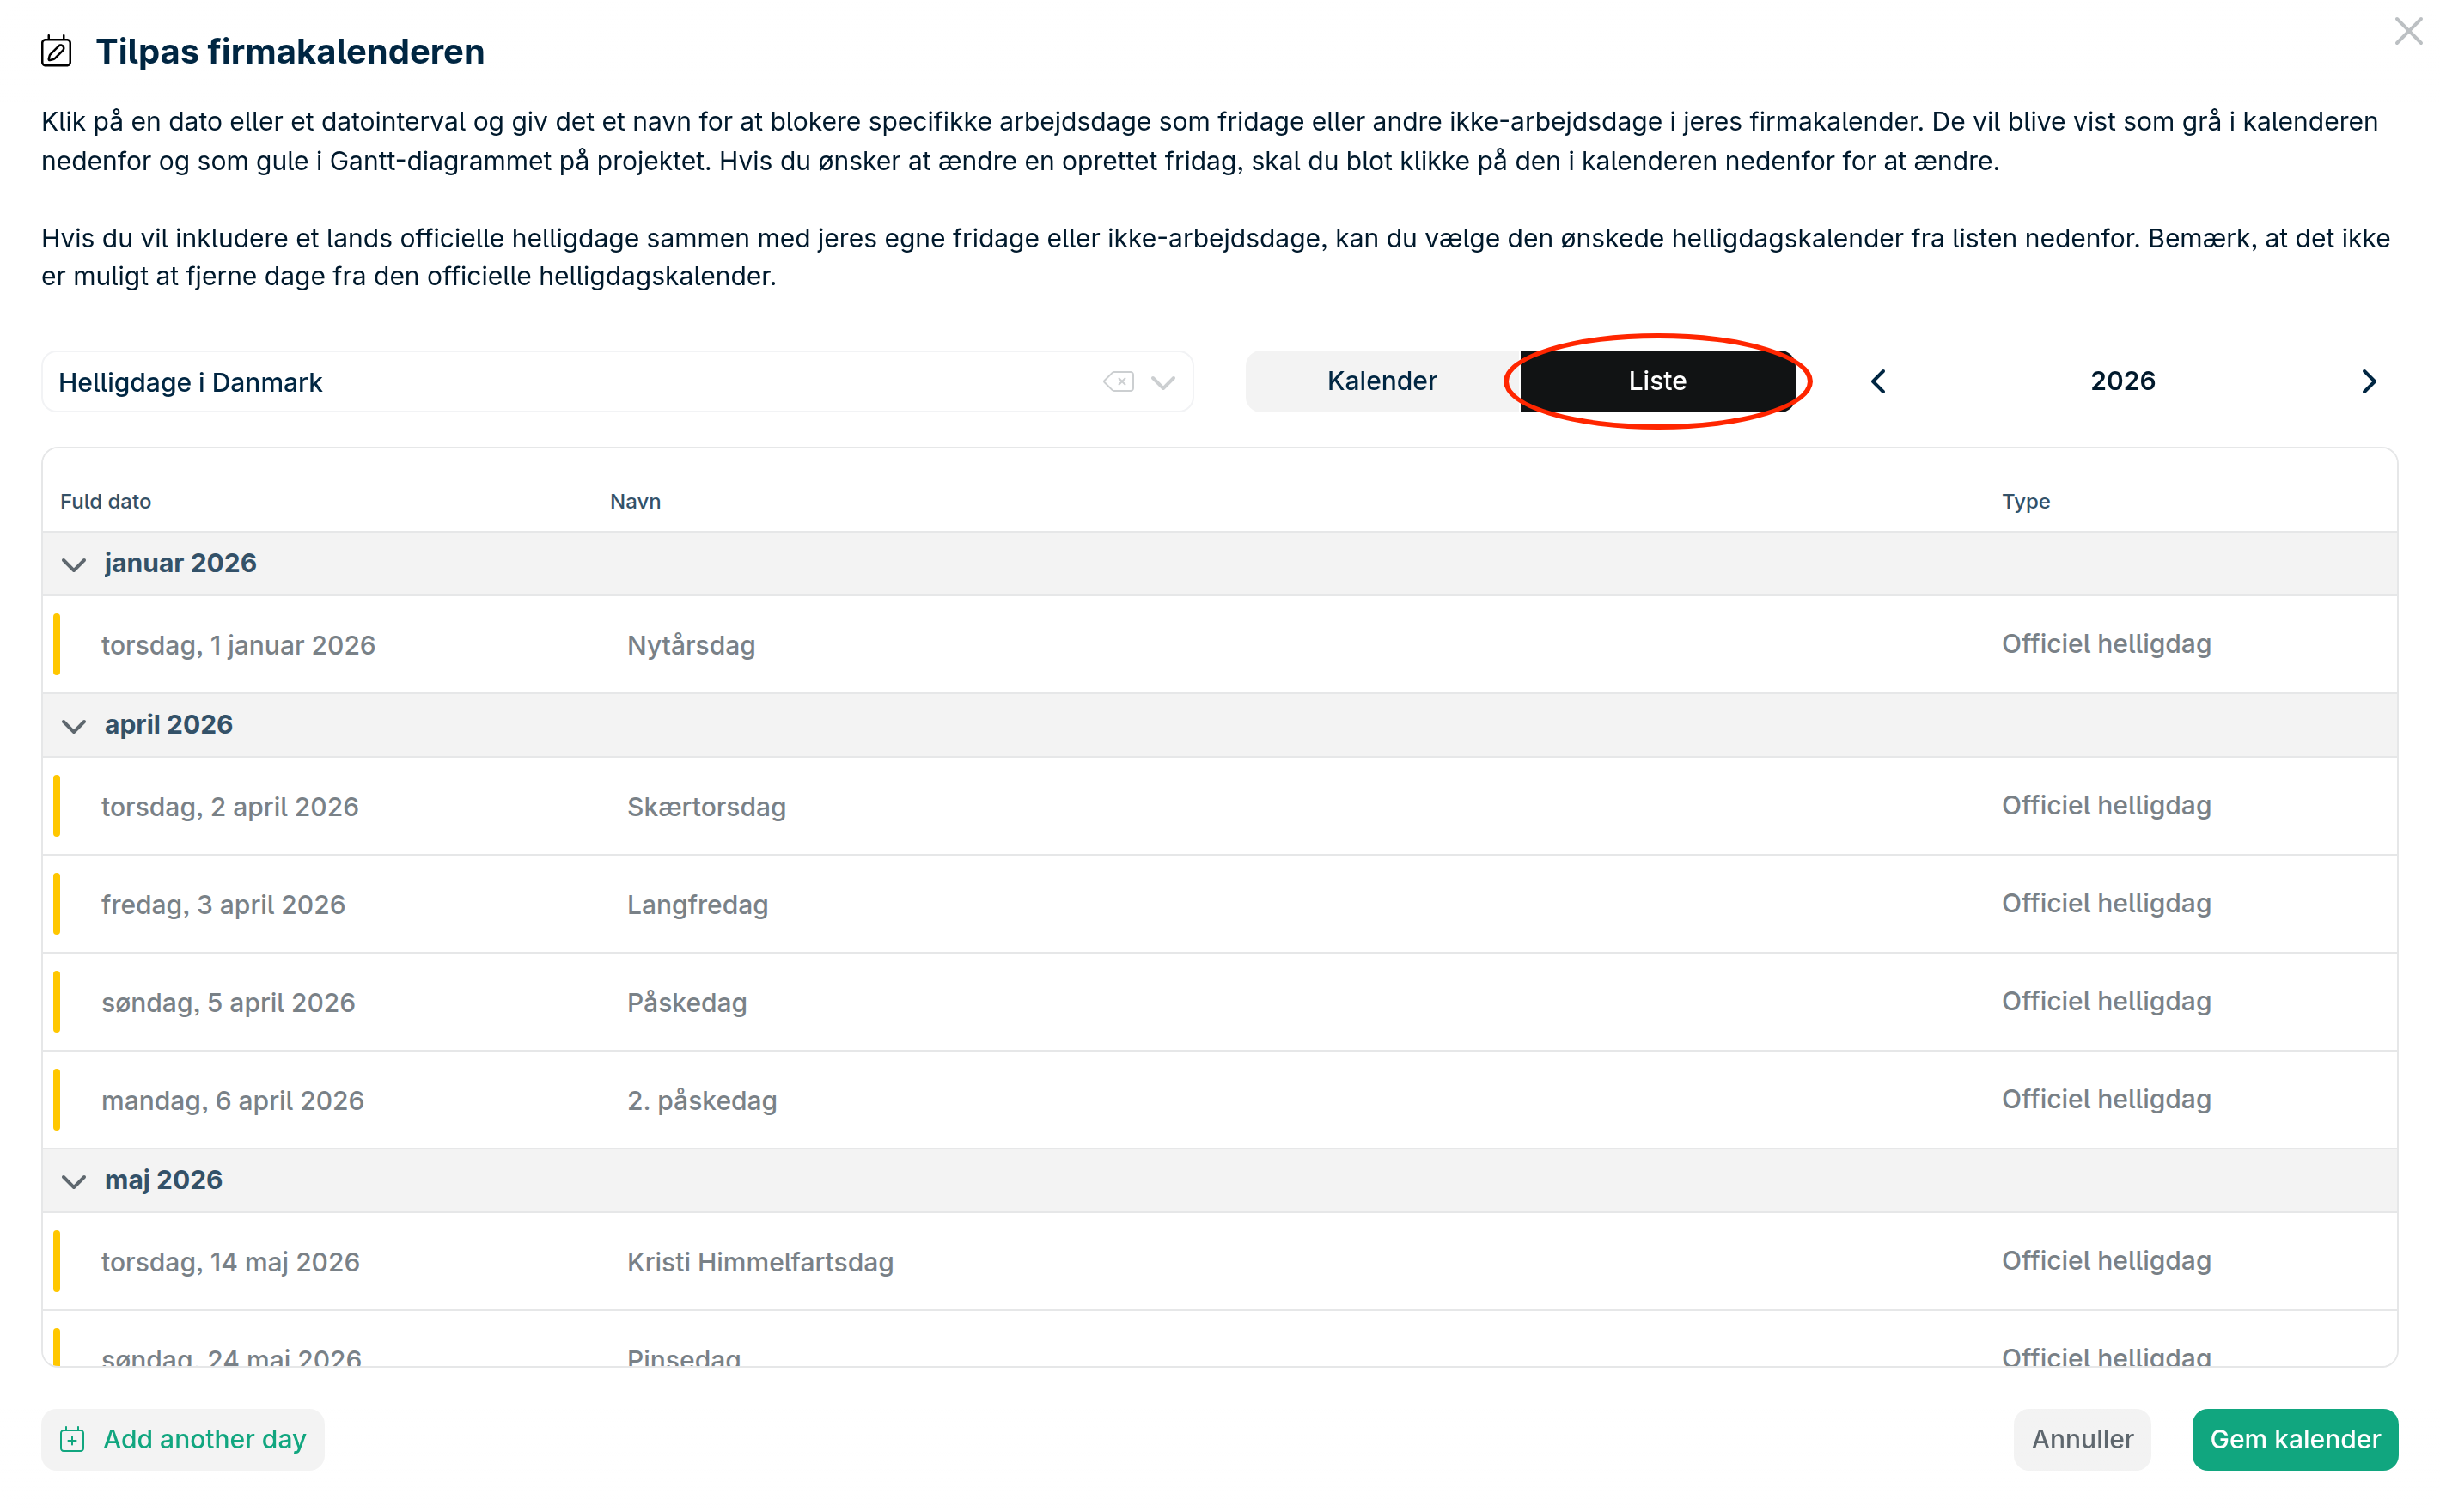 Tilpas firmakalenderen
Klik på en dato eller et datointerval og giv det et navn for at blokere specifikke arbejdsdage som fridage eller andre ikke-arbejdsdage i jeres firmakalender. De vil blive vist som grå i kalenderen
nedenfor og som gule i Gantt-diagrammet på projektet. Hvis du ønsker at ændre en oprettet fridag, skal du blot klikke på den i kalenderen nedenfor for at ændre.
Hvis du vil inkludere et lands officielle helligdage sammen med jeres egne fridage eller ikke-arbejdsdage, kan du vælge den ønskede helligdagskalender fra listen nedenfor. Bemærk, at det ikke
er muligt at fjerne dage fra den officielle helligdagskalender.
Helligdage i Danmark Kalender Liste 2026
Fuld dato Navn Type
januar 2026
torsdag, 1 januar 2026 Nytårsdag Officiel helligdag
april 2026
torsdag, 2 april 2026 Skærtorsdag Officiel helligdag
fredag, 3 april 2026 Langfredag Officiel helligdag
søndag, 5 april 2026 Påskedag Officiel helligdag
mandag, 6 april 2026 2. påskedag Officiel helligdag
maj 2026
torsdag, 14 maj 2026 Kristi Himmelfartsdag Officiel helligdag
søndag, 24 maj 2026 Pinsedag Officiel helligdag
Add another day Annuller Gem kalender